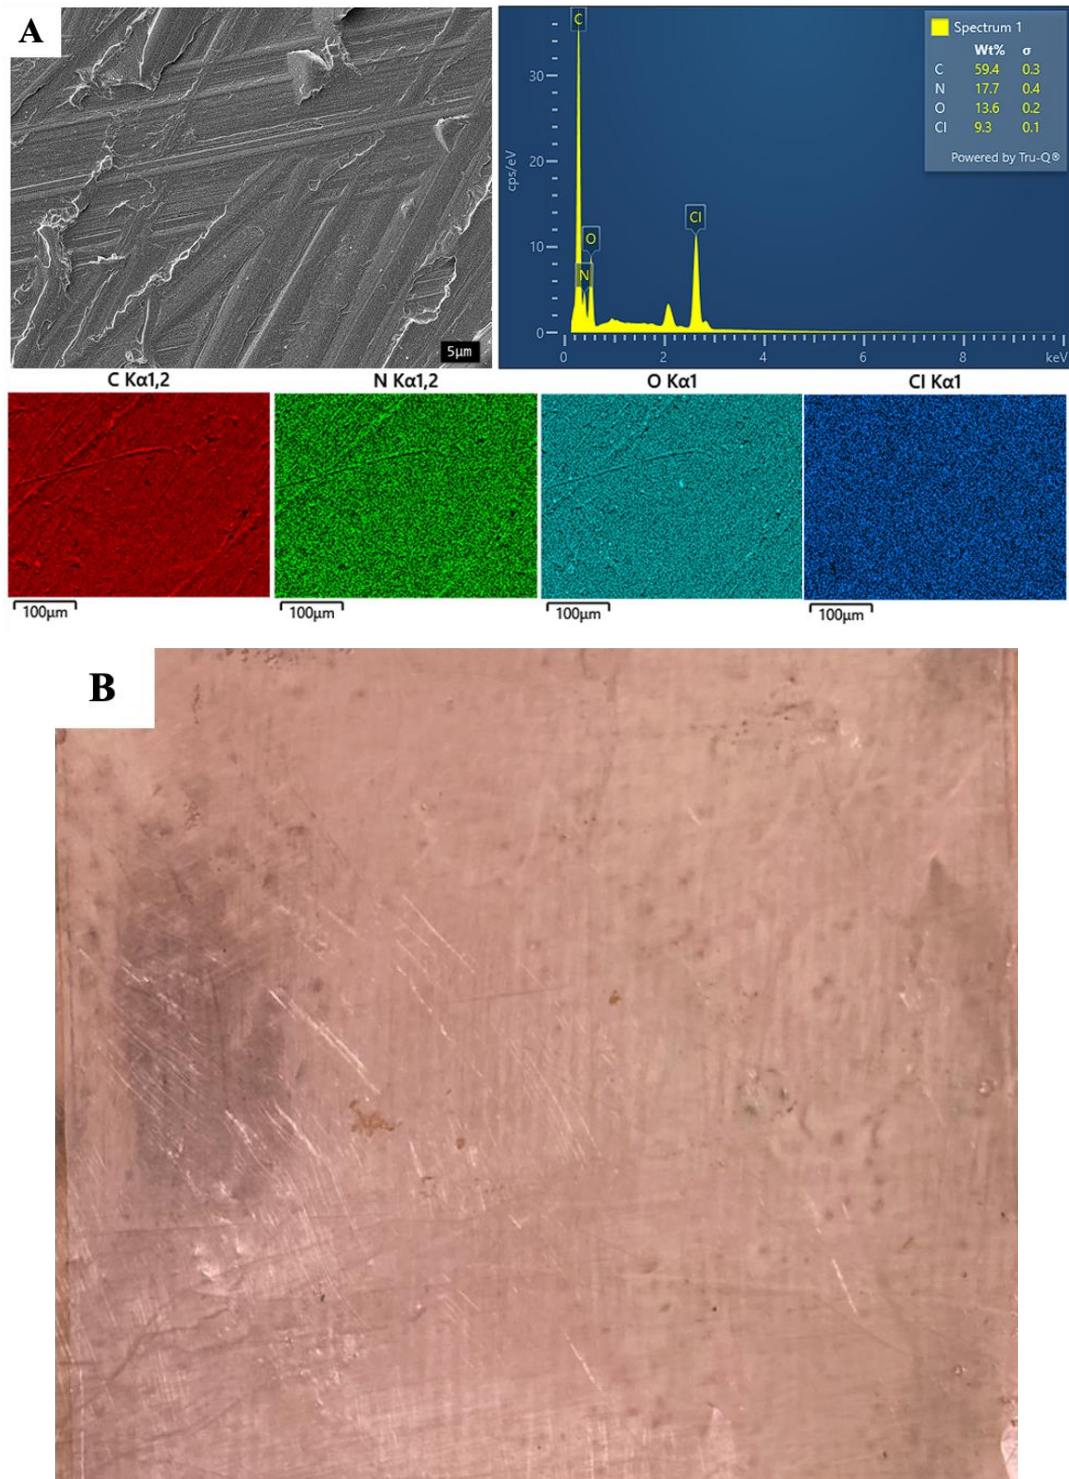 A
5µm
C
O
N
Cl
Spectrum 1
Wt% σ
C 59.4 0.3
N 17.7 0.4
O 13.6 0.2
Cl 9.3 0.1
Powered by Tru-Q®
cps/eV
30
20
10
0
0 2 4 6 8 keV
C Kα1,2 N Kα1,2 O Kα1 Cl Kα1
100µm 100µm 100µm 100µm
B